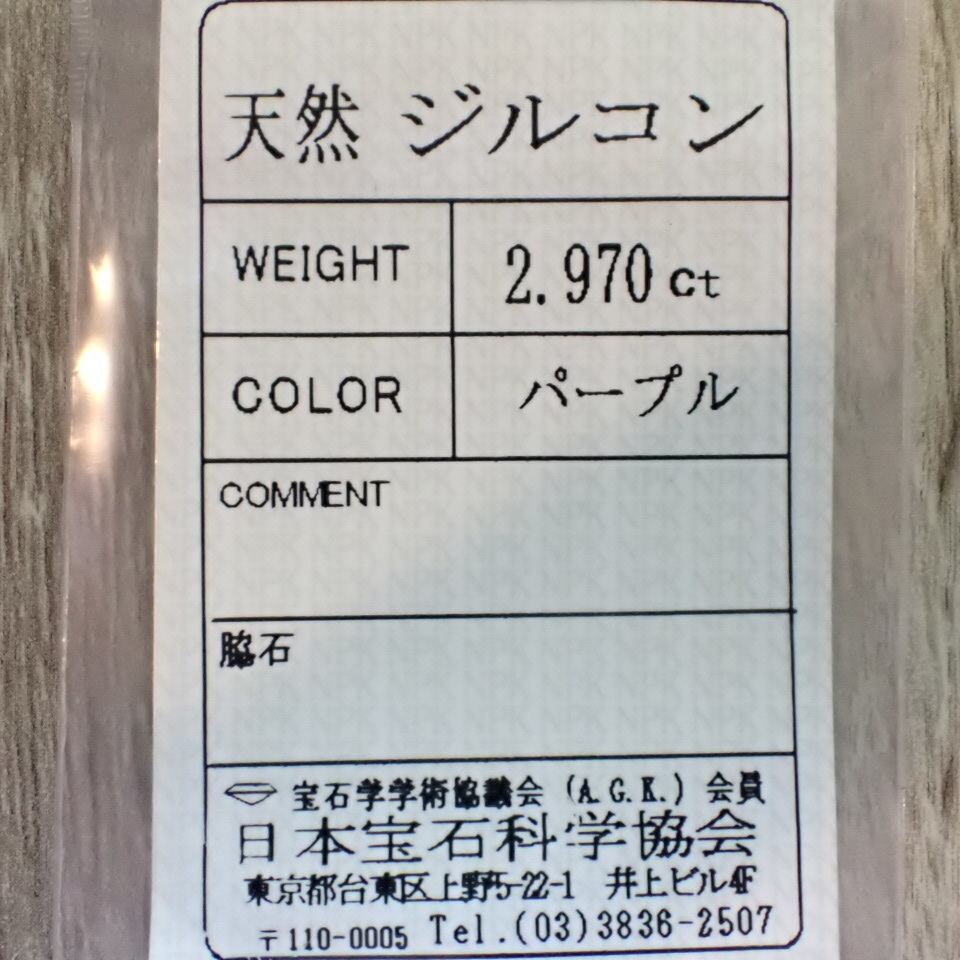 天然 ジルコン
WEIGHT 2.970 ct
COLOR パープル
COMMENT
脇石
宝石学学術協議会 (A.G.K.) 会員
日本宝石科学協会
東京都台東区上野5-22-1 井上ビル4F
〒110-0005 Tel.(03)3836-2507